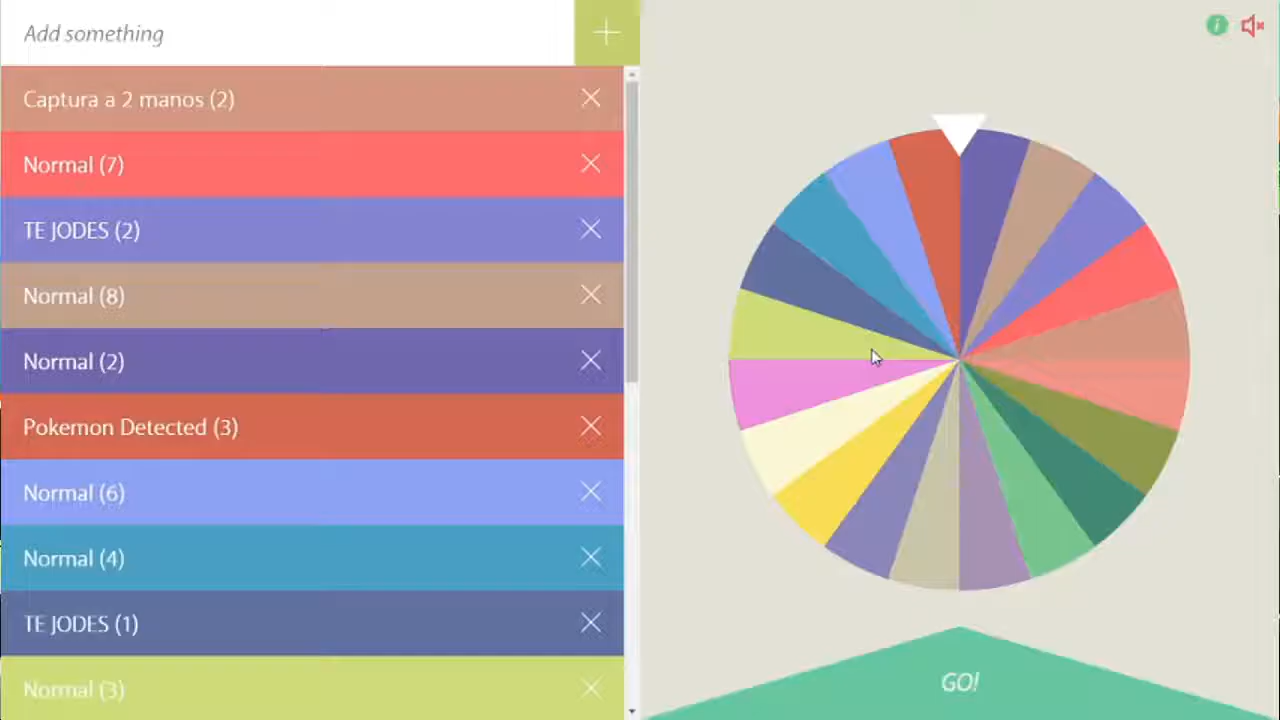 Add something
Captura a 2 manos (2)
Normal (7)
TE JODES (2)
Normal (8)
Normal (2)
Pokemon Detected (3)
Normal (6)
Normal (4)
TE JODES (1)
Normal (3)
GO!